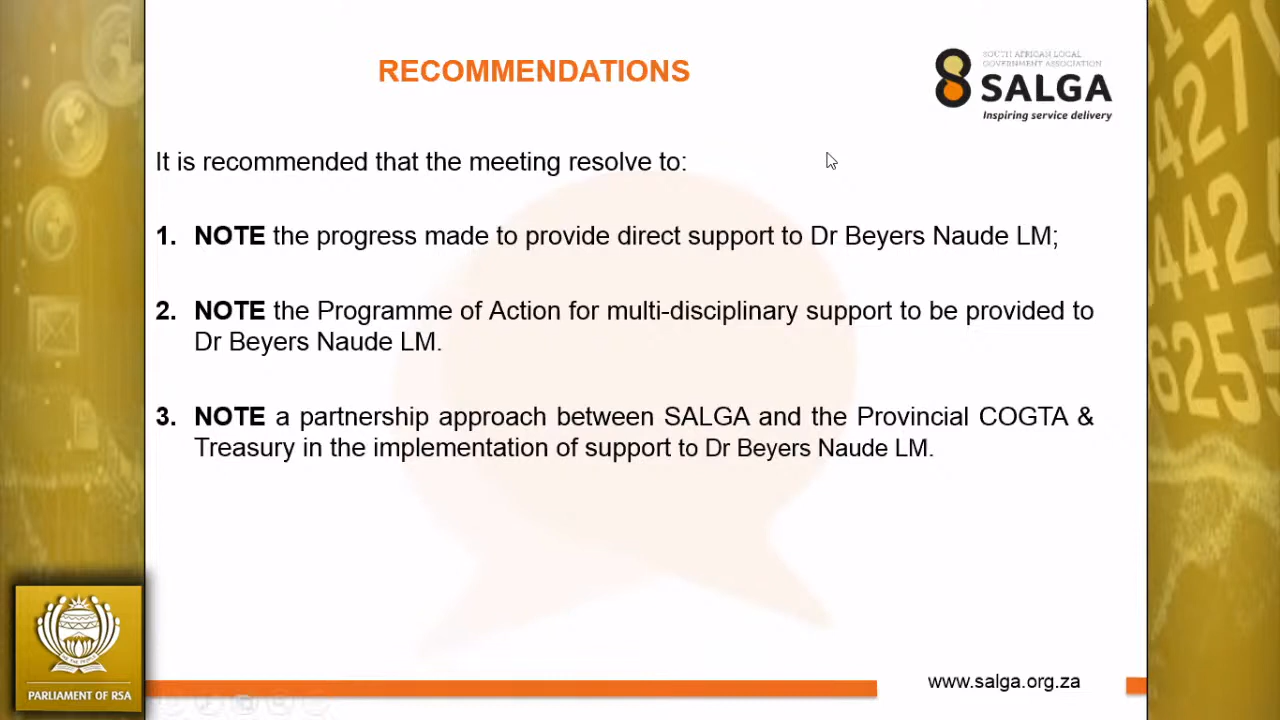 RECOMMENDATIONS
SOUTH AFRICAN LOCAL
GOVERNMENT ASSOCIATION
SALGA
Inspiring service delivery
It is recommended that the meeting resolve to:
1. NOTE the progress made to provide direct support to Dr Beyers Naude LM;
2. NOTE the Programme of Action for multi-disciplinary support to be provided to
Dr Beyers Naude LM.
3. NOTE a partnership approach between SALGA and the Provincial COGTA &
Treasury in the implementation of support to Dr Beyers Naude LM.
PARLIAMENT OF RSA
www.salga.org.za
6255